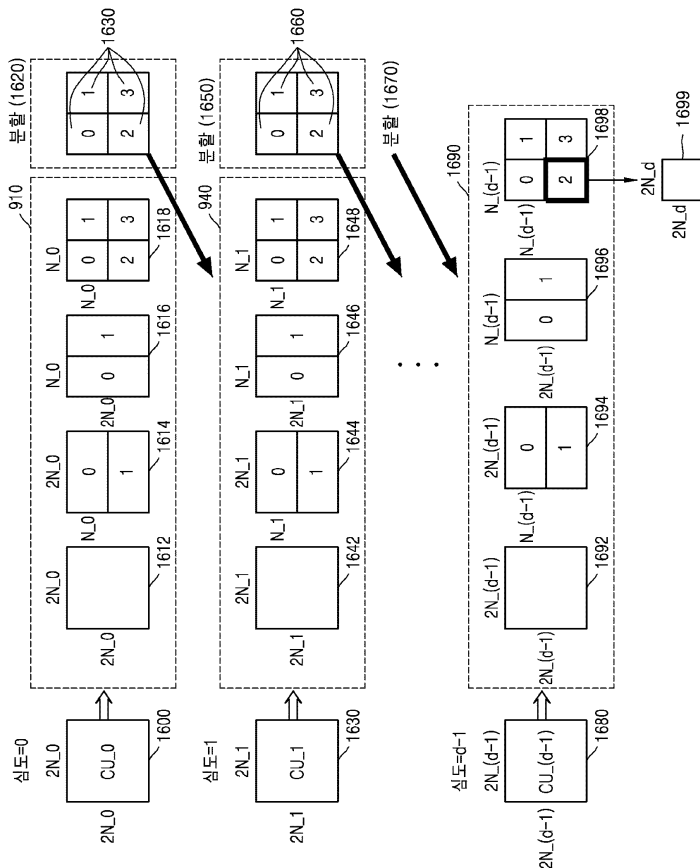 분할 (1620)
1630
910
심도=0
2N_0
CU_0
2N_0
1600
2N_0
2N_0
1612
2N_0
N_0
0
1
1614
N_0
2N_0
0
1
1616
N_0
N_0
0
1
2
3
1618
0
1
2
3
분할 (1650)
1660
940
심도=1
2N_1
CU_1
2N_1
1630
2N_1
2N_1
1642
2N_1
N_1
0
1
1644
N_1
2N_1
0
1
1646
N_1
N_1
0
1
2
3
1648
0
1
2
3
분할 (1670)
1690
심도=d-1
2N_(d-1)
CU_(d-1)
2N_(d-1)
1680
2N_(d-1)
2N_(d-1)
1692
2N_(d-1)
N_(d-1)
0
1
1694
N_(d-1)
2N_(d-1)
0
1
1696
N_(d-1)
N_(d-1)
0
1
2
3
1698
2N_d
2N_d
1699